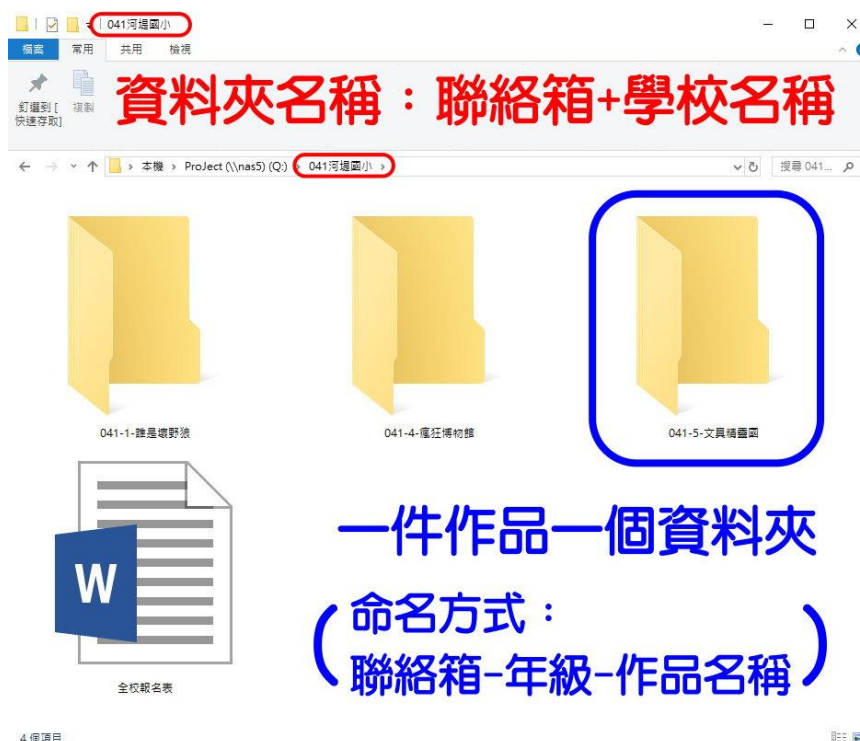 041河堤國小
檔案 常用 共用 檢視
釘選到 [
快速存取]
複製
資料夾名稱：聯絡箱+學校名稱
本機 › ProJect (\\nas5) (Q:) › 041河堤國小 ›
搜尋 041...
041-1-誰是壞野狼
041-4-瘋狂博物館
041-5-文具精靈國
W
全校報名表
一件作品一個資料夾
(命名方式：
聯絡箱-年級-作品名稱)
4 個項目